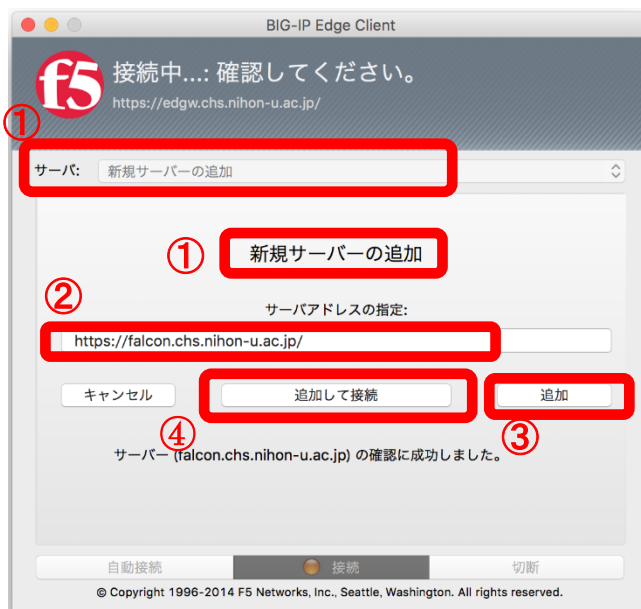 BIG-IP Edge Client
f5
接続中...: 確認してください。
https://edgw.chs.nihon-u.ac.jp/
①
サーバ: 新規サーバーの追加
① 新規サーバーの追加
②
サーバアドレスの指定:
https://falcon.chs.nihon-u.ac.jp/
キャンセル 追加して接続 追加
④ ③
サーバー (falcon.chs.nihon-u.ac.jp) の確認に成功しました。
自動接続 接続 切断
© Copyright 1996-2014 F5 Networks, Inc., Seattle, Washington. All rights reserved.